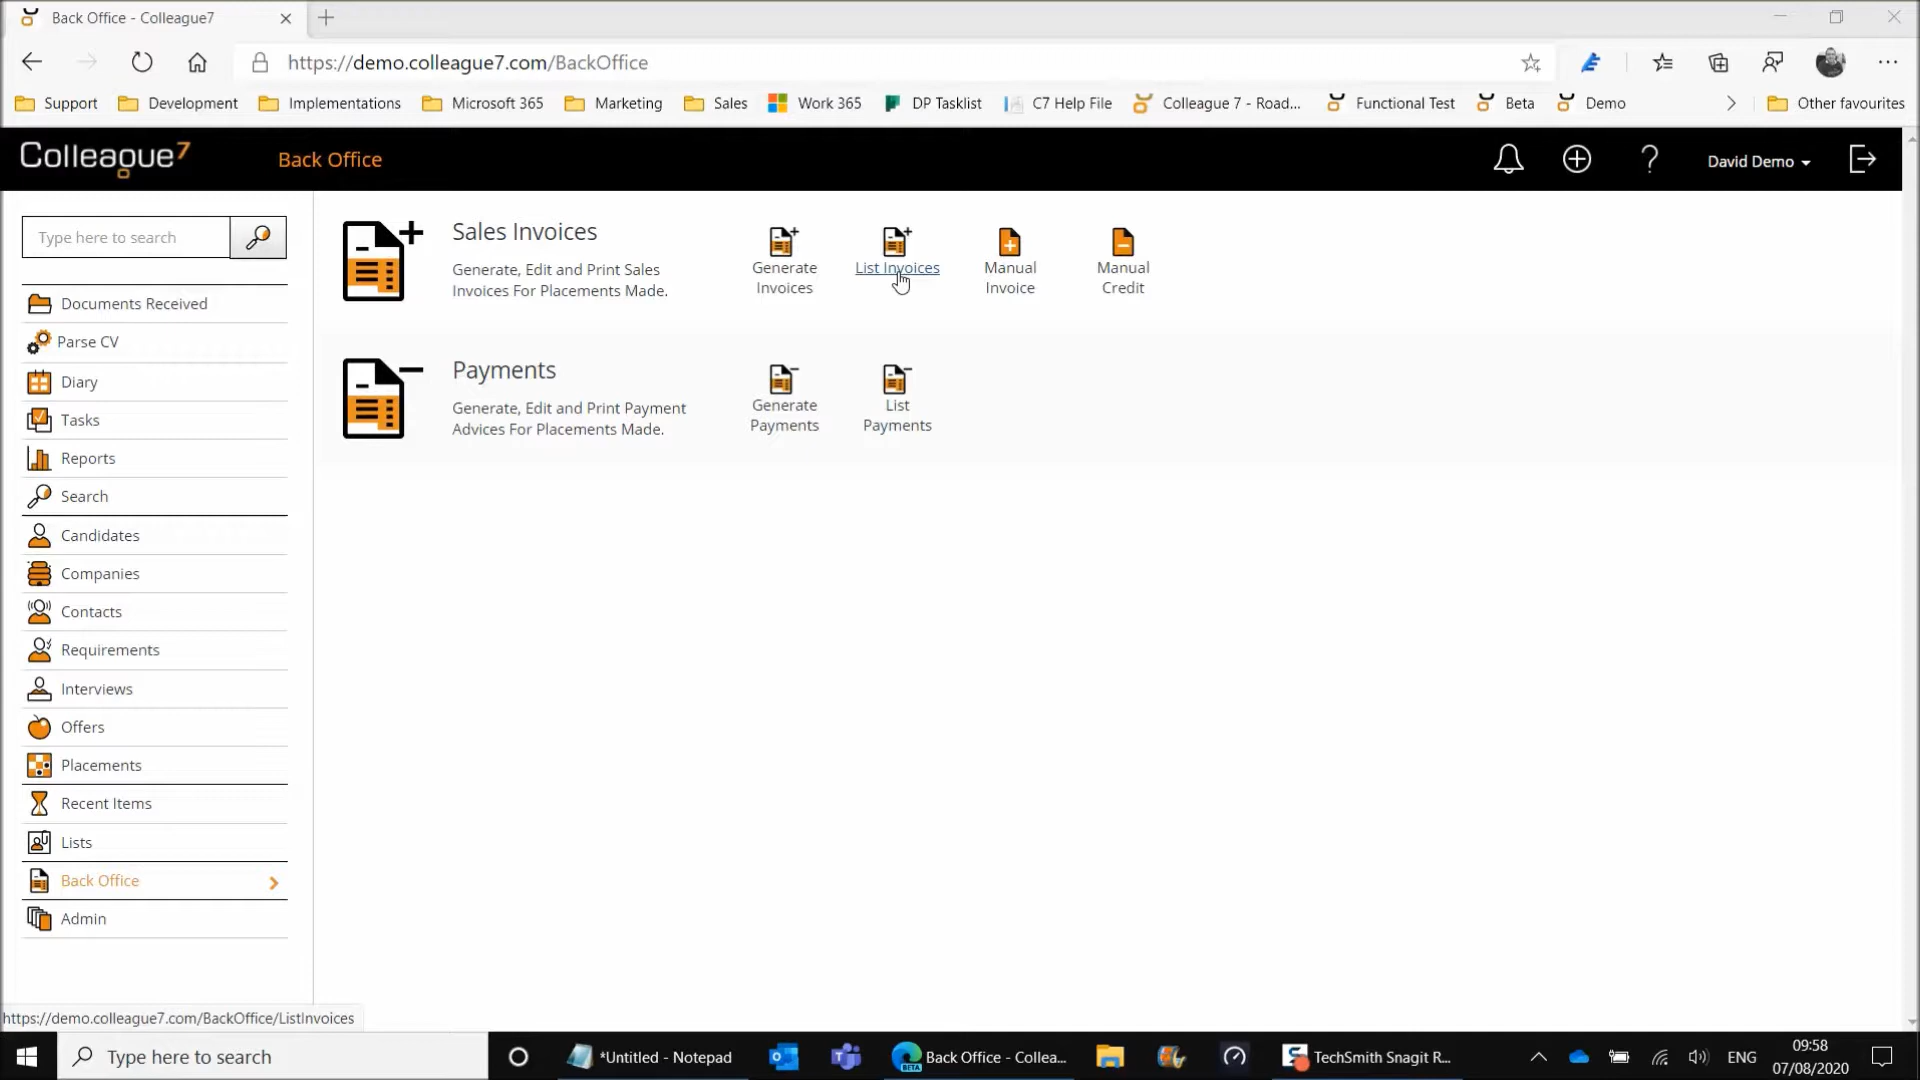 Back Office - Colleague7
https://demo.colleague7.com/BackOffice
Support Development Implementations Microsoft 365 Marketing Sales Work 365 DP Tasklist C7 Help File Colleague 7 - Road... Functional Test Beta Demo Other favourites
Colleague7 Back Office David Demo
Type here to search
Documents Received
Parse CV
Diary
Tasks
Reports
Search
Candidates
Companies
Contacts
Requirements
Interviews
Offers
Placements
Recent Items
Lists
Back Office
Admin
Sales Invoices
Generate, Edit and Print Sales
Invoices For Placements Made.
Generate
Invoices
List Invoices
Manual
Invoice
Manual
Credit
Payments
Generate, Edit and Print Payment
Advices For Placements Made.
Generate
Payments
List
Payments
https://demo.colleague7.com/BackOffice/ListInvoices
Type here to search
*Untitled - Notepad
BETA
Back Office - Collea...
TechSmith Snagit R...
ENG
09:58
07/08/2020